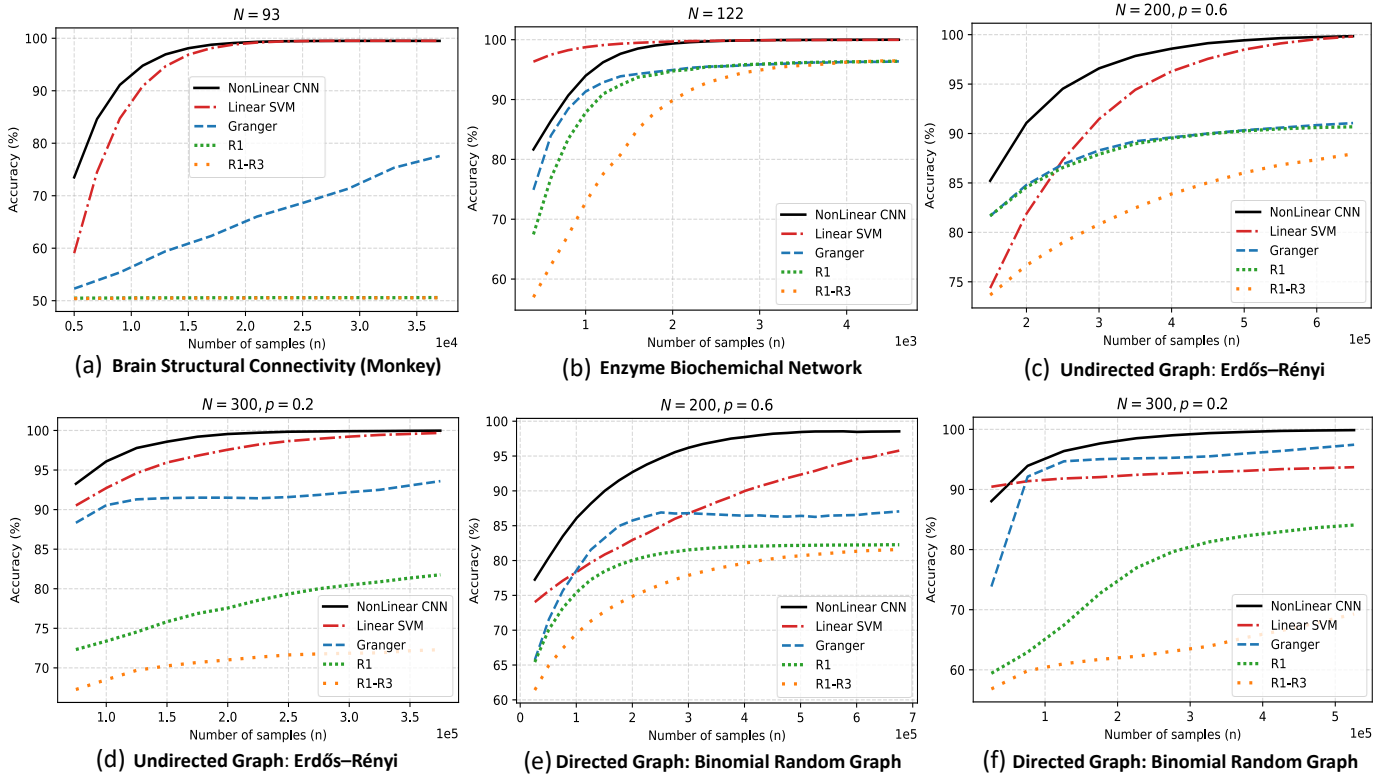 N = 93
Accuracy (%)
100
90
80
70
60
50
NonLinear CNN
Linear SVM
Granger
R1
R1-R3
0.5 1.0 1.5 2.0 2.5 3.0 3.5
Number of samples (n)
1e4
(a) Brain Structural Connectivity (Monkey)
N = 122
Accuracy (%)
100
90
80
70
60
NonLinear CNN
Linear SVM
Granger
R1
R1-R3
1 2 3 4
Number of samples (n)
1e3
(b) Enzyme Biochemichal Network
N = 200, p = 0.6
Accuracy (%)
100
95
90
85
80
75
NonLinear CNN
Linear SVM
Granger
R1
R1-R3
2 3 4 5 6
Number of samples (n)
1e5
(c) Undirected Graph: Erdős–Rényi
N = 300, p = 0.2
Accuracy (%)
100
95
90
85
80
75
70
NonLinear CNN
Linear SVM
Granger
R1
R1-R3
1.0 1.5 2.0 2.5 3.0 3.5
Number of samples (n)
1e5
(d) Undirected Graph: Erdős–Rényi
N = 200, p = 0.6
Accuracy (%)
100
95
90
85
80
75
70
65
60
NonLinear CNN
Linear SVM
Granger
R1
R1-R3
0 1 2 3 4 5 6 7
Number of samples (n)
1e5
(e) Directed Graph: Binomial Random Graph
N = 300, p = 0.2
Accuracy (%)
100
90
80
70
60
NonLinear CNN
Linear SVM
Granger
R1
R1-R3
1 2 3 4 5
Number of samples (n)
1e5
(f) Directed Graph: Binomial Random Graph